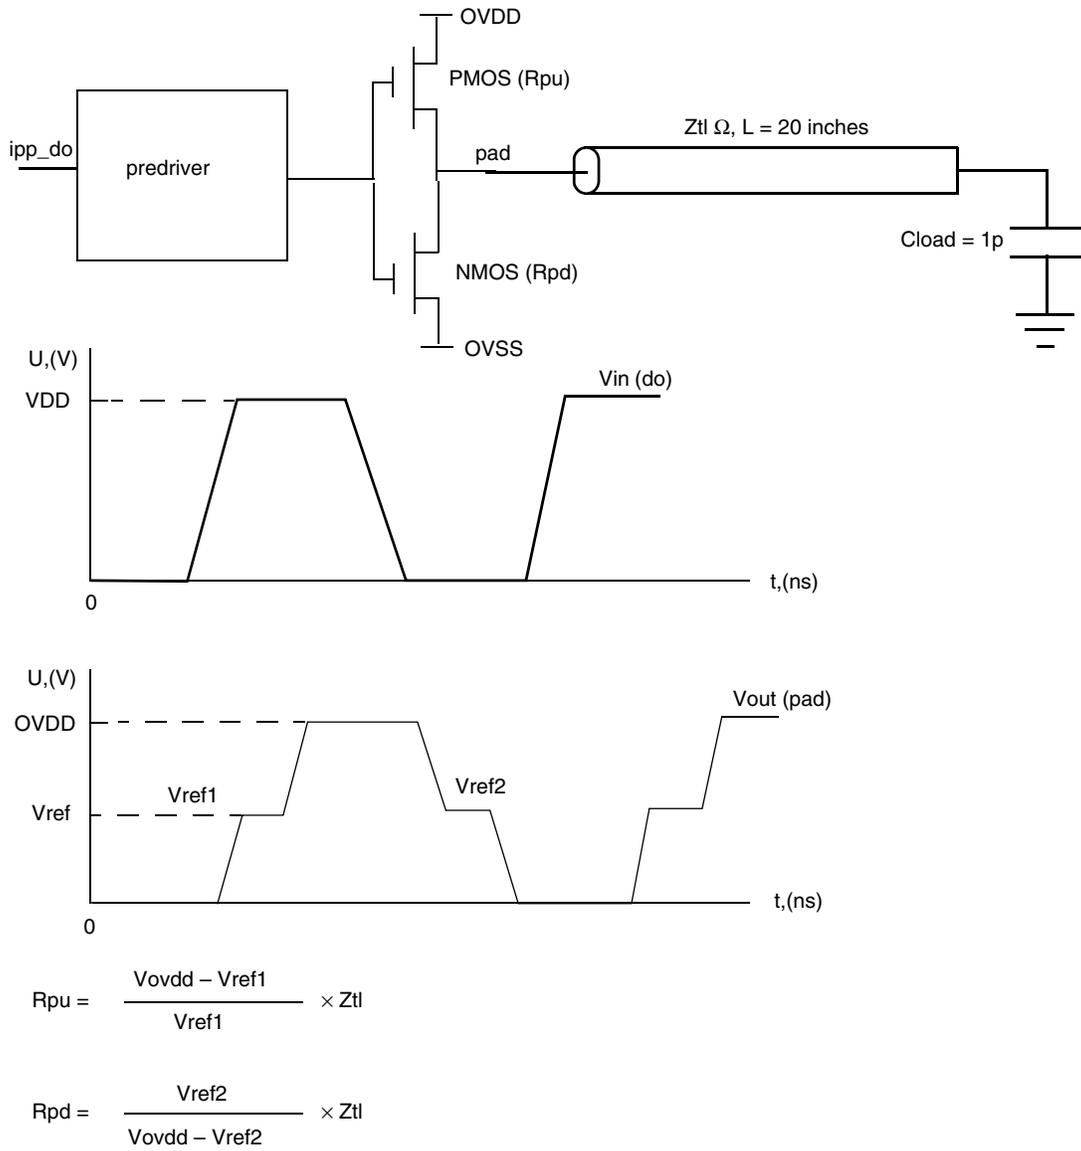 OVDD
PMOS (Rpu)
ipp_do
predriver
pad
Ztl Ω, L = 20 inches
Cload = 1p
NMOS (Rpd)
OVSS
U,(V)
VDD
Vin (do)
t,(ns)
0
U,(V)
OVDD
Vout (pad)
Vref1
Vref2
Vref
t,(ns)
0
Vovdd – Vref1
Rpu = × Ztl
Vref1
Vref2
Rpd = × Ztl
Vovdd – Vref2